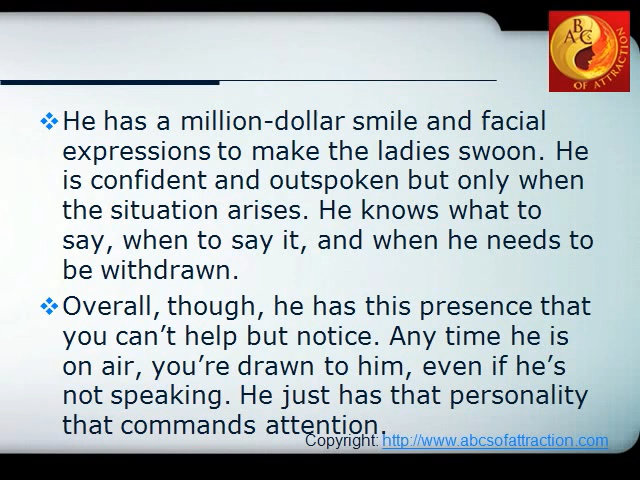 ABCs
OF ATTRACTION
He has a million-dollar smile and facial
expressions to make the ladies swoon. He
is confident and outspoken but only when
the situation arises. He knows what to
say, when to say it, and when he needs to
be withdrawn.
Overall, though, he has this presence that
you can’t help but notice. Any time he is
on air, you’re drawn to him, even if he’s
not speaking. He just has that personality
that commands attention.
Copyright: http://www.abcsofattraction.com